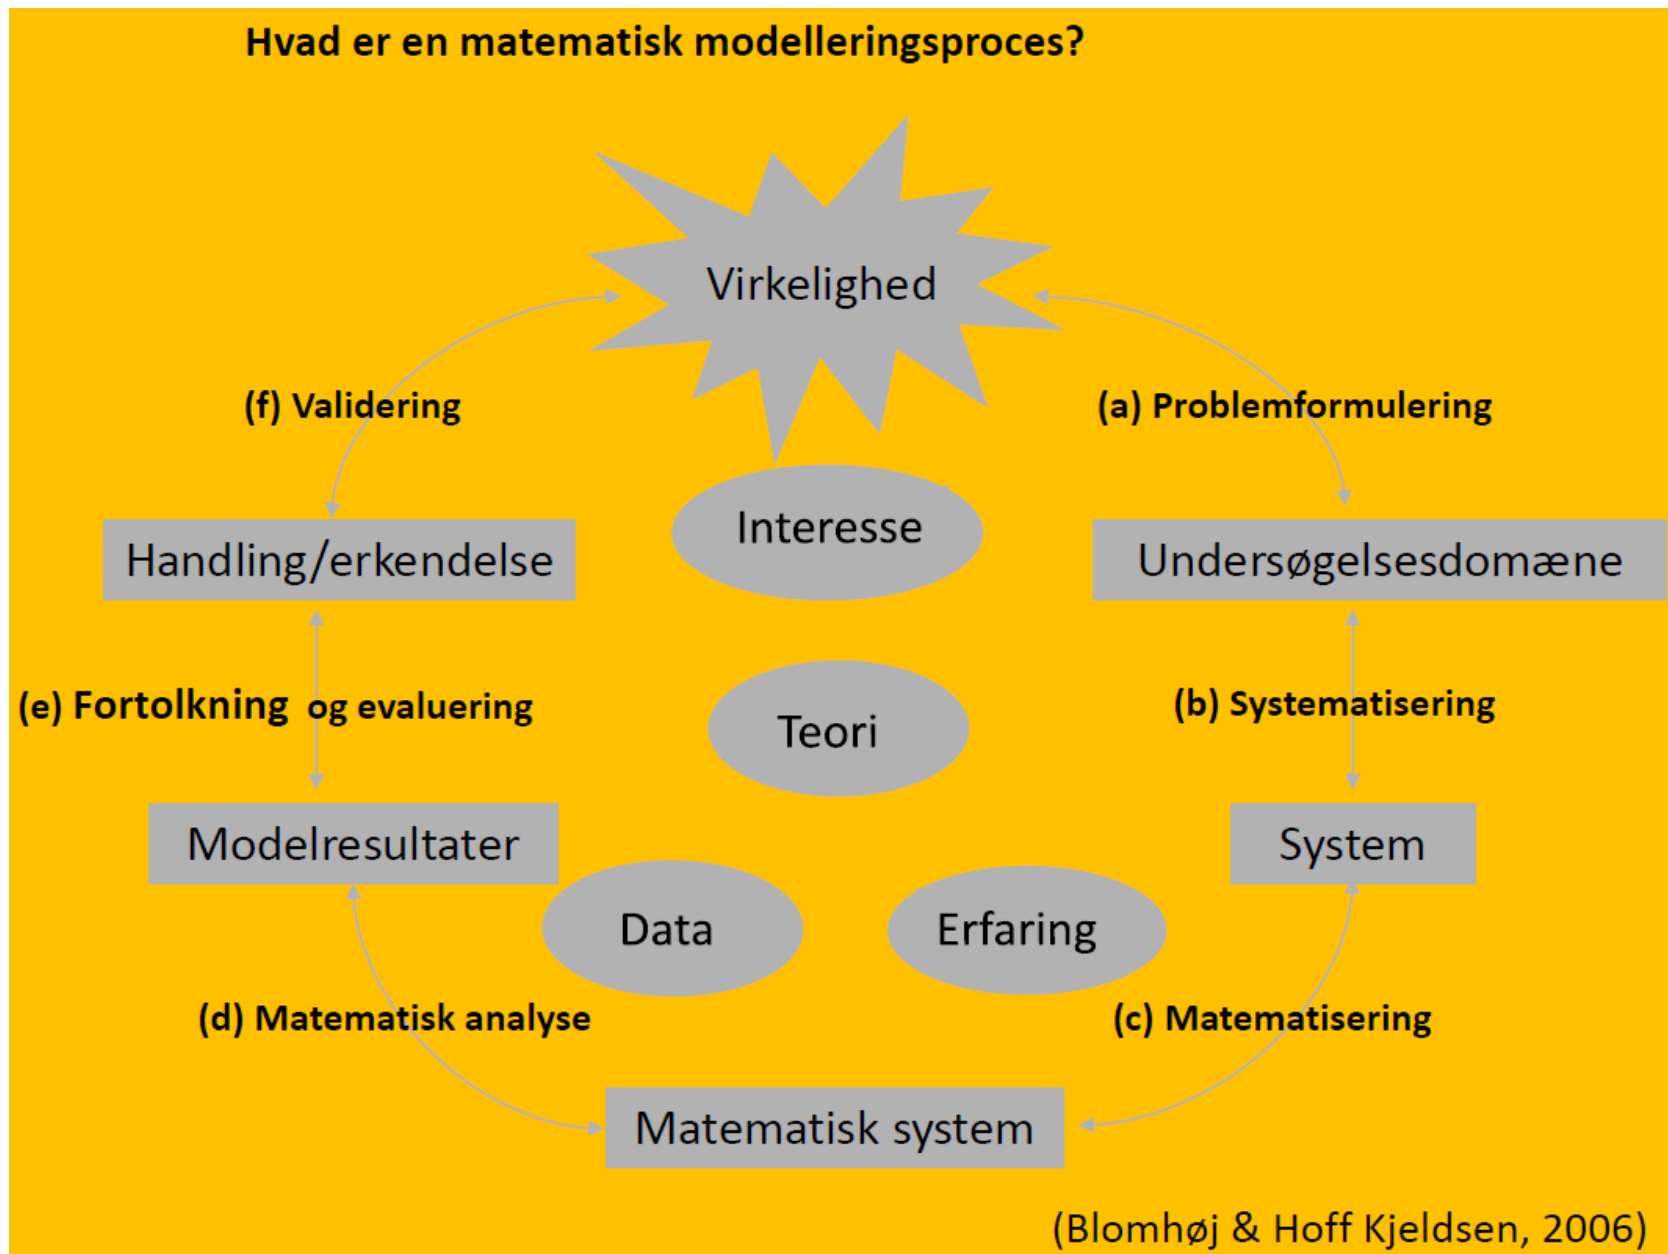 Hvad er en matematisk modelleringsproces?
Virkelighed
(f) Validering
(a) Problemformulering
Interesse
Handling/erkendelse
Undersøgelsesdomæne
(e) Fortolkning og evaluering
(b) Systematisering
Teori
Modelresultater
System
Data
Erfaring
(d) Matematisk analyse
(c) Matematisering
Matematisk system
(Blomhøj & Hoff Kjeldsen, 2006)